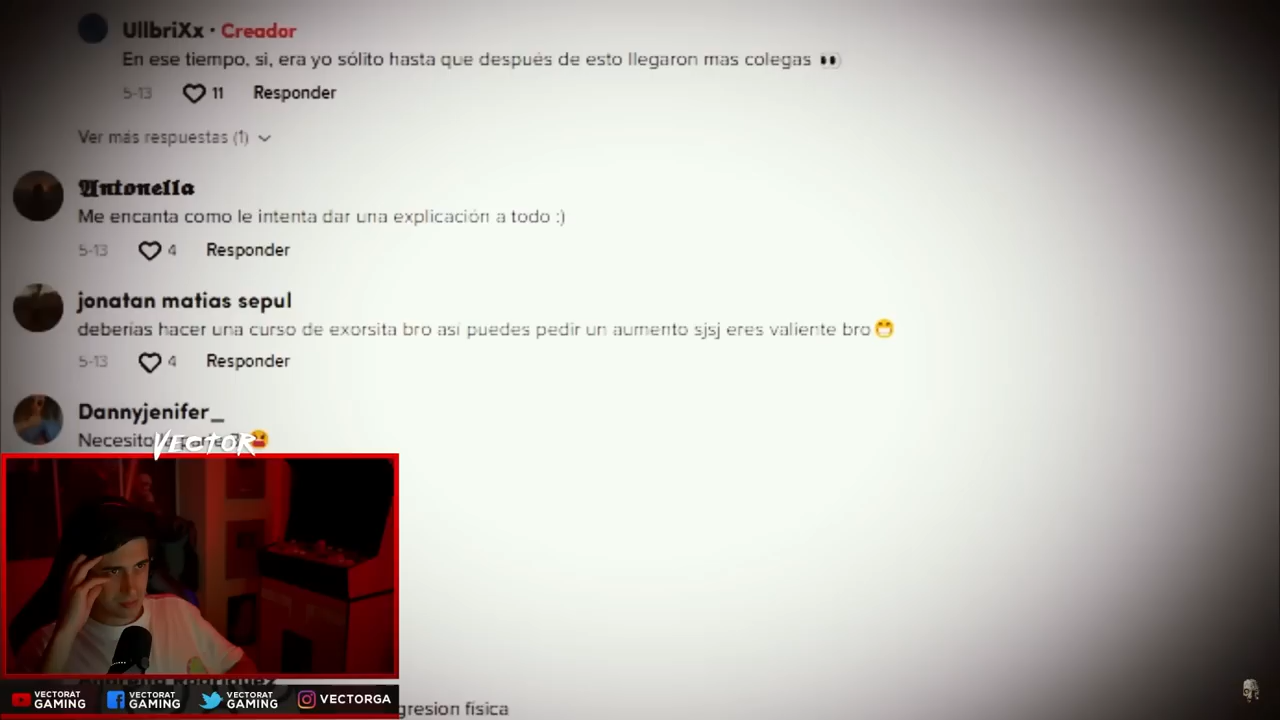 UllbriXx · Creador
En ese tiempo, si, era yo sólito hasta que después de esto llegaron mas colegas 👀
5-13 11 Responder
Ver más respuestas (1)
Antonella
Me encanta como le intenta dar una explicación a todo :)
5-13 4 Responder
jonatan matias sepul
deberías hacer una curso de exorsita bro así puedes pedir un aumento sjsj eres valiente bro😁
5-13 4 Responder
Dannyjenifer_
Necesito
VECTOR
VECTORAT GAMING
VECTORAT GAMING
VECTORAT GAMING
VECTORGA
gresion física